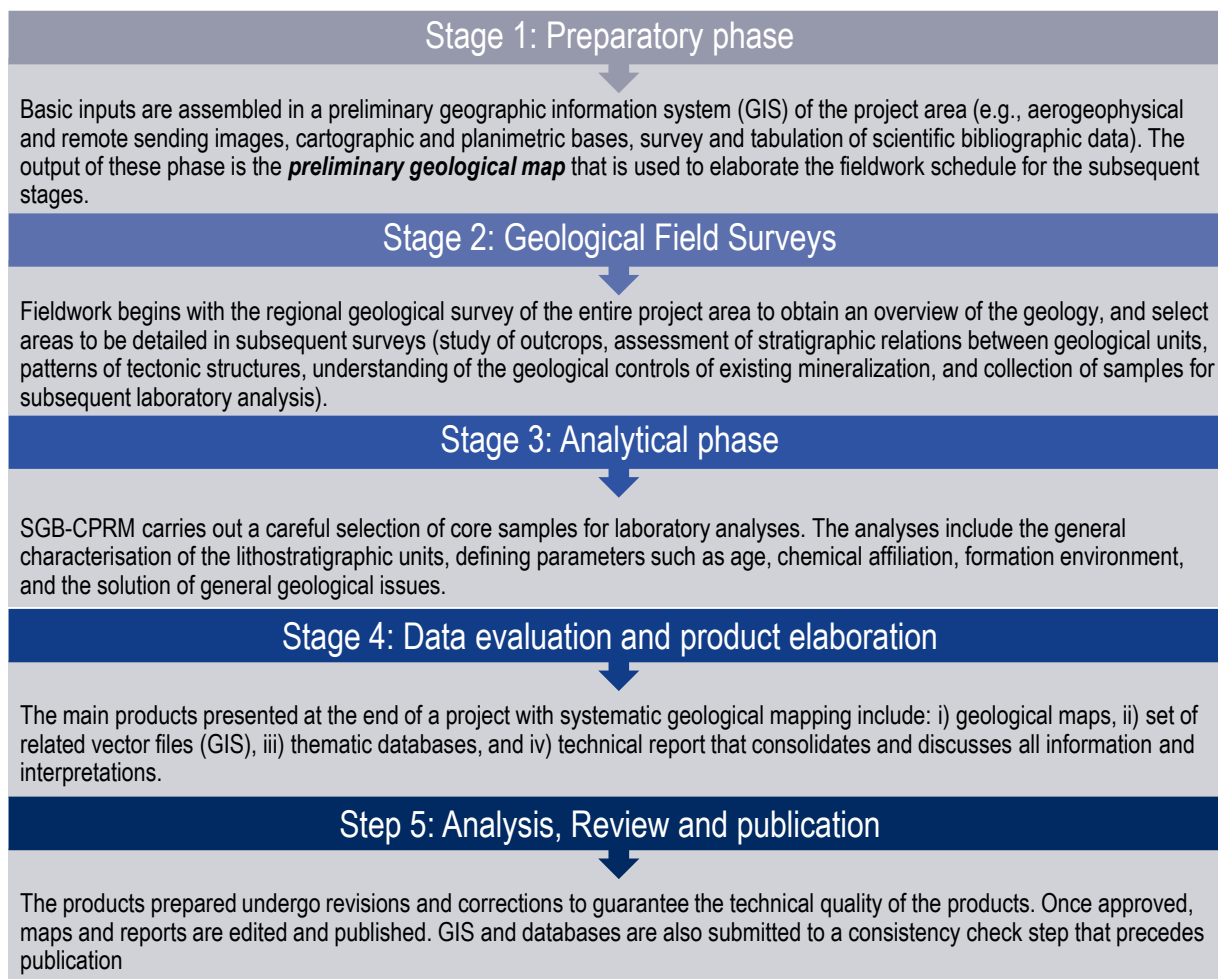 Stage 1: Preparatory phase
Basic inputs are assembled in a preliminary geographic information system (GIS) of the project area (e.g., aerogeophysical
and remote sending images, cartographic and planimetric bases, survey and tabulation of scientific bibliographic data). The
output of these phase is the preliminary geological map that is used to elaborate the fieldwork schedule for the subsequent
stages.
Stage 2: Geological Field Surveys
Fieldwork begins with the regional geological survey of the entire project area to obtain an overview of the geology, and select
areas to be detailed in subsequent surveys (study of outcrops, assessment of stratigraphic relations between geological units,
patterns of tectonic structures, understanding of the geological controls of existing mineralization, and collection of samples for
subsequent laboratory analysis).
Stage 3: Analytical phase
SGB-CPRM carries out a careful selection of core samples for laboratory analyses. The analyses include the general
characterisation of the lithostratigraphic units, defining parameters such as age, chemical affiliation, formation environment,
and the solution of general geological issues.
Stage 4: Data evaluation and product elaboration
The main products presented at the end of a project with systematic geological mapping include: i) geological maps, ii) set of
related vector files (GIS), iii) thematic databases, and iv) technical report that consolidates and discusses all information and
interpretations.
Step 5: Analysis, Review and publication
The products prepared undergo revisions and corrections to guarantee the technical quality of the products. Once approved,
maps and reports are edited and published. GIS and databases are also submitted to a consistency check step that precedes
publication